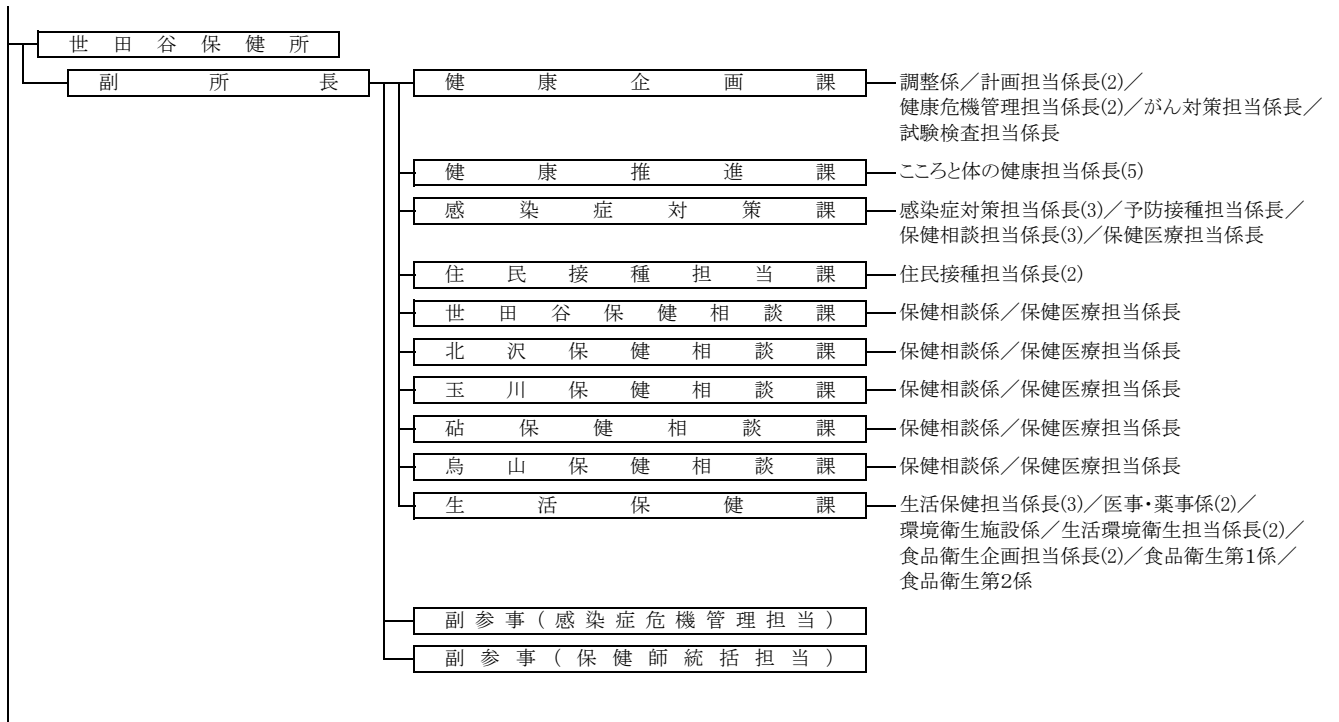 世田谷保健所
副所長
健康企画課
調整係／計画担当係長(2)／
健康危機管理担当係長(2)／がん対策担当係長／
試験検査担当係長
健康推進課
こころと体の健康担当係長(5)
感染症対策課
感染症対策担当係長(3)／予防接種担当係長／
保健相談担当係長(3)／保健医療担当係長
住民接種担当課
住民接種担当係長(2)
世田谷保健相談課
保健相談係／保健医療担当係長
北沢保健相談課
保健相談係／保健医療担当係長
玉川保健相談課
保健相談係／保健医療担当係長
砧保健相談課
保健相談係／保健医療担当係長
烏山保健相談課
保健相談係／保健医療担当係長
生活保健課
生活保健担当係長(3)／医事・薬事係(2)／
環境衛生施設係／生活環境衛生担当係長(2)／
食品衛生企画担当係長(2)／食品衛生第1係／
食品衛生第2係
副参事(感染症危機管理担当)
副参事(保健師統括担当)